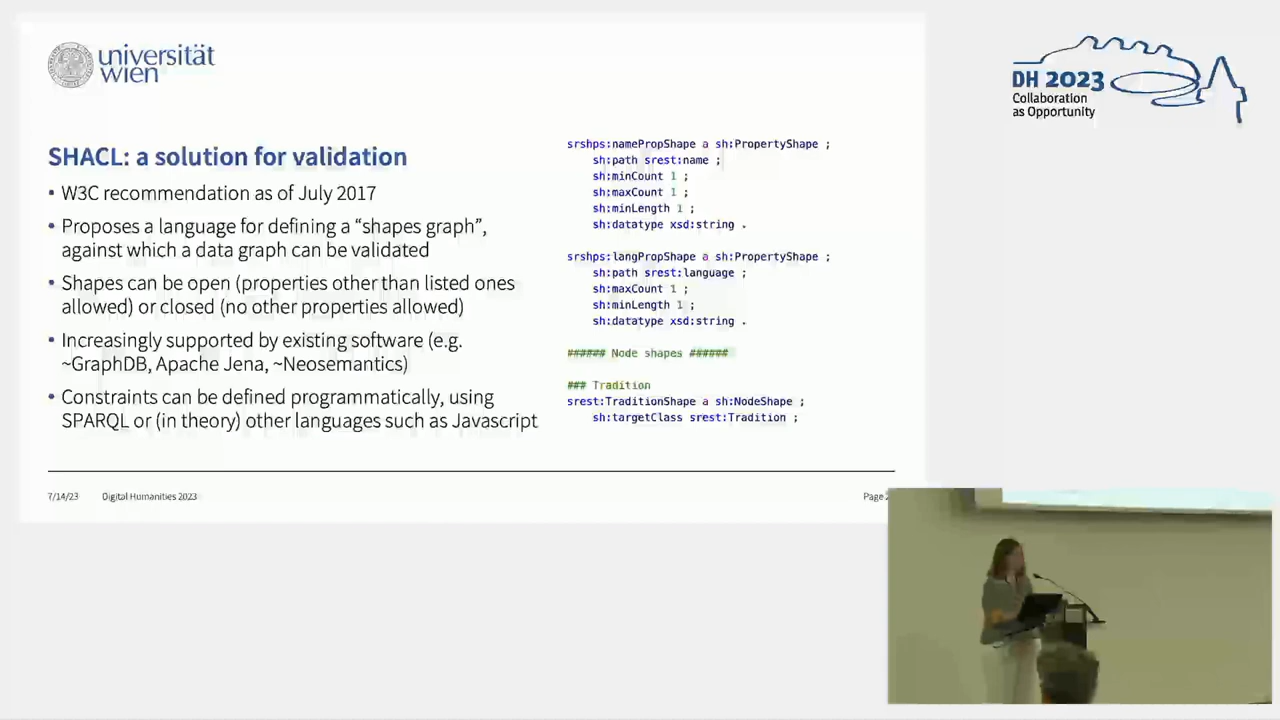 universität
wien
DH 2023
Collaboration
as Opportunity
SHACL: a solution for validation
• W3C recommendation as of July 2017
• Proposes a language for defining a “shapes graph”,
against which a data graph can be validated
• Shapes can be open (properties other than listed ones
allowed) or closed (no other properties allowed)
• Increasingly supported by existing software (e.g.
~GraphDB, Apache Jena, ~Neosemantics)
• Constraints can be defined programmatically, using
SPARQL or (in theory) other languages such as Javascript
srshps:namePropShape a sh:PropertyShape ;
sh:path srest:name ;
sh:minCount 1 ;
sh:maxCount 1 ;
sh:minLength 1 ;
sh:datatype xsd:string .
srshps:langPropShape a sh:PropertyShape ;
sh:path srest:language ;
sh:maxCount 1 ;
sh:minLength 1 ;
sh:datatype xsd:string .
###### Node shapes ######
### Tradition
srest:TraditionShape a sh:NodeShape ;
sh:targetClass srest:Tradition ;
7/14/23 Digital Humanities 2023 Page